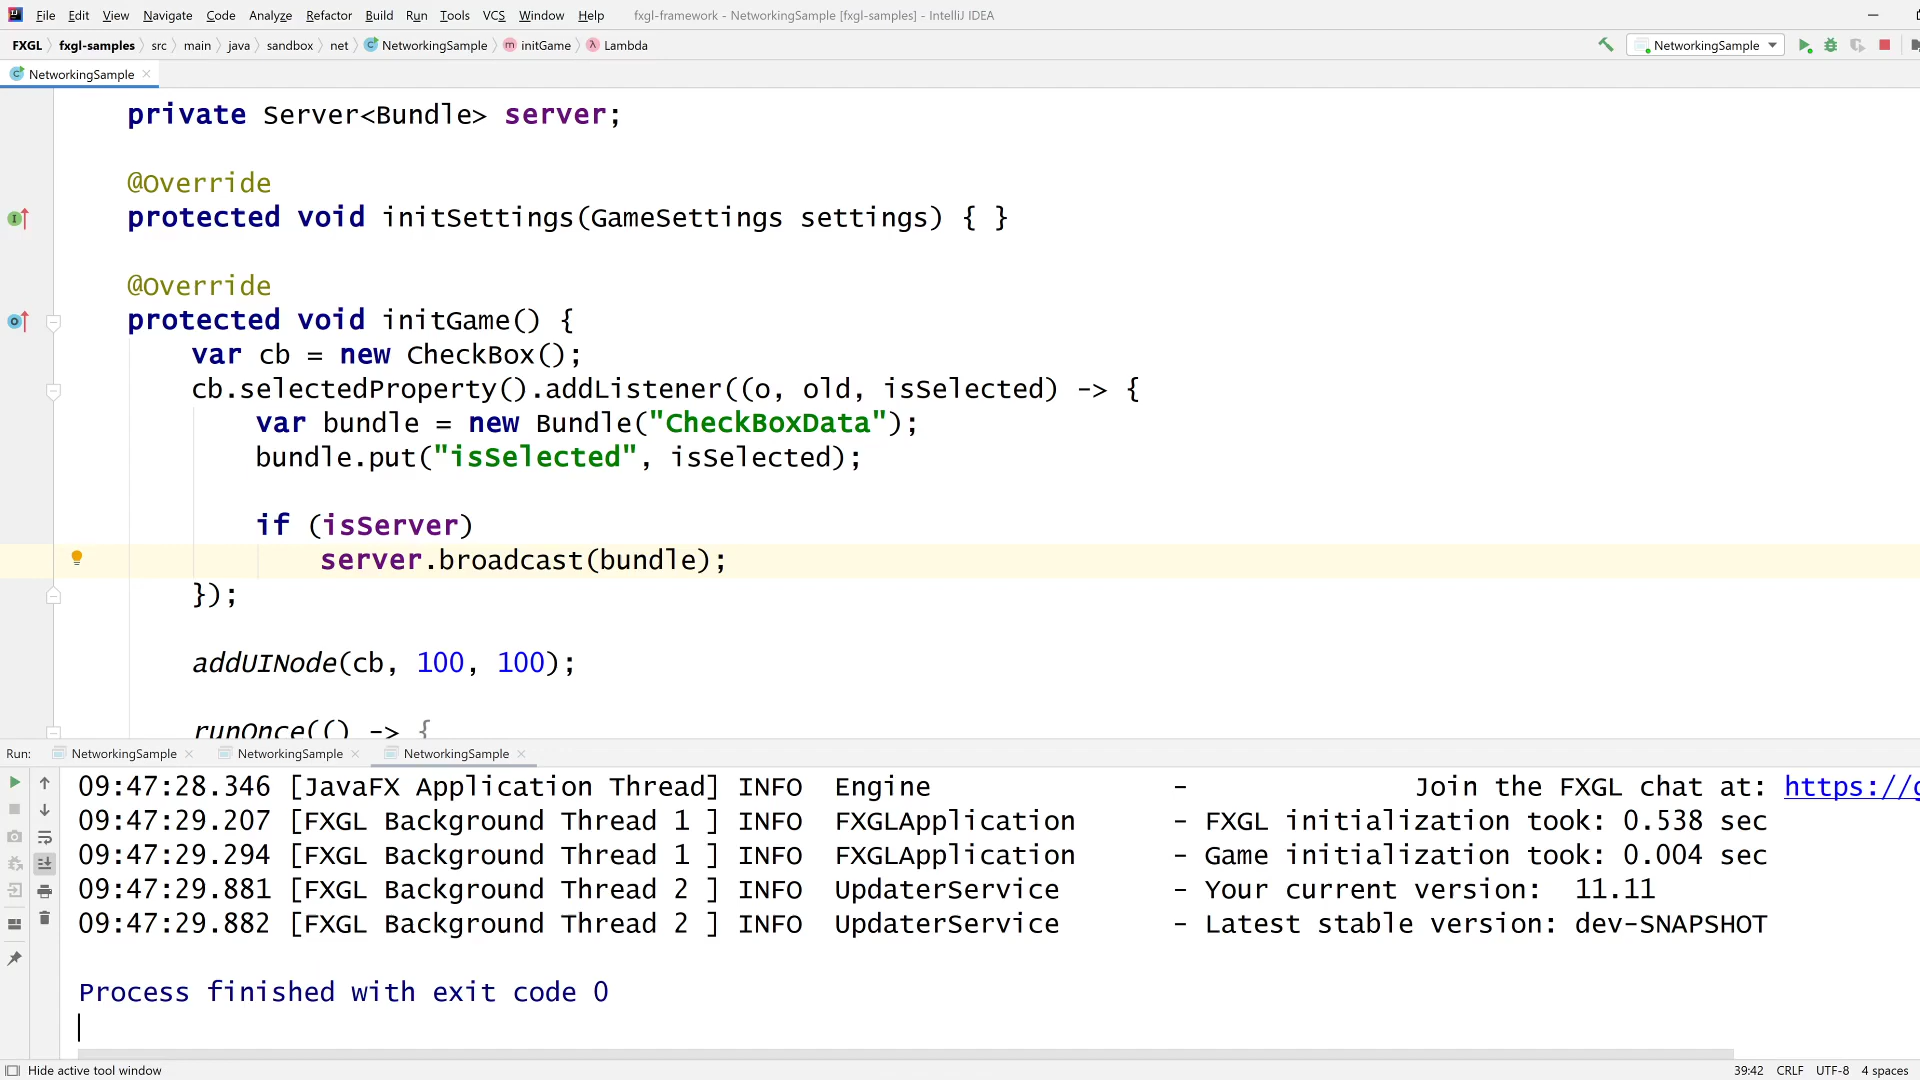 File Edit View Navigate Code Analyze Refactor Build Run Tools VCS Window Help fxgl-framework - NetworkingSample [fxgl-samples] - IntelliJ IDEA
FXGL fxgl-samples src main java sandbox net NetworkingSample initGame Lambda NetworkingSample
NetworkingSample
private Server<Bundle> server;
@Override
protected void initSettings(GameSettings settings) { }
@Override
protected void initGame() {
var cb = new CheckBox();
cb.selectedProperty().addListener((o, old, isSelected) -> {
var bundle = new Bundle("CheckBoxData");
bundle.put("isSelected", isSelected);
if (isServer)
server.broadcast(bundle);
});
addUINode(cb, 100, 100);
runOnce(() -> {
Run: NetworkingSample NetworkingSample NetworkingSample
09:47:28.346 [JavaFX Application Thread] INFO Engine - Join the FXGL chat at: https://g
09:47:29.207 [FXGL Background Thread 1 ] INFO FXGLApplication - FXGL initialization took: 0.538 sec
09:47:29.294 [FXGL Background Thread 1 ] INFO FXGLApplication - Game initialization took: 0.004 sec
09:47:29.881 [FXGL Background Thread 2 ] INFO UpdaterService - Your current version: 11.11
09:47:29.882 [FXGL Background Thread 2 ] INFO UpdaterService - Latest stable version: dev-SNAPSHOT
Process finished with exit code 0
Hide active tool window 39:42 CRLF UTF-8 4 spaces